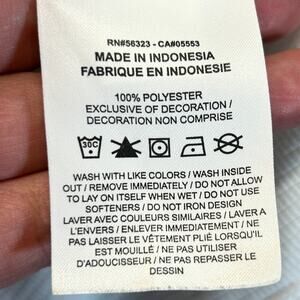 RN#56323 - CA#05553
MADE IN INDONESIA
FABRIQUE EN INDONESIE
100% POLYESTER
EXCLUSIVE OF DECORATION /
DECORATION NON COMPRISE
30C
WASH WITH LIKE COLORS / WASH INSIDE
OUT / REMOVE IMMEDIATELY / DO NOT ALLOW
TO LAY ON ITSELF WHEN WET / DO NOT USE
SOFTENERS / DO NOT IRON DESIGN
LAVER AVEC COULEURS SIMILAIRES / LAVER A
L'ENVERS / ENLEVER IMMEDIATEMENT / NE
PAS LAISSER LE VÊTEMENT PLIÉ LORSQU'IL
EST MOUILLÉ / NE PAS UTILISER
D'ADOUCISSEUR / NE PAS REPASSER LE
DESSIN